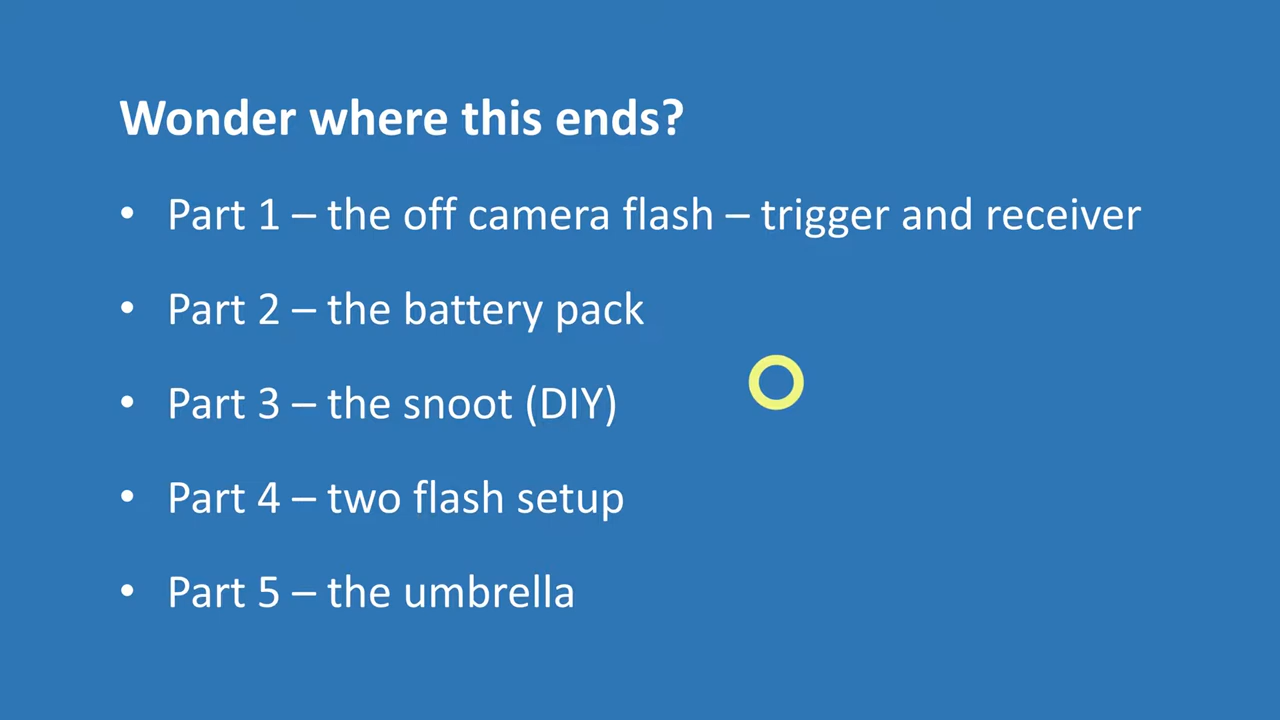 Wonder where this ends?
• Part 1 – the off camera flash – trigger and receiver
• Part 2 – the battery pack
• Part 3 – the snoot (DIY)
• Part 4 – two flash setup
• Part 5 – the umbrella